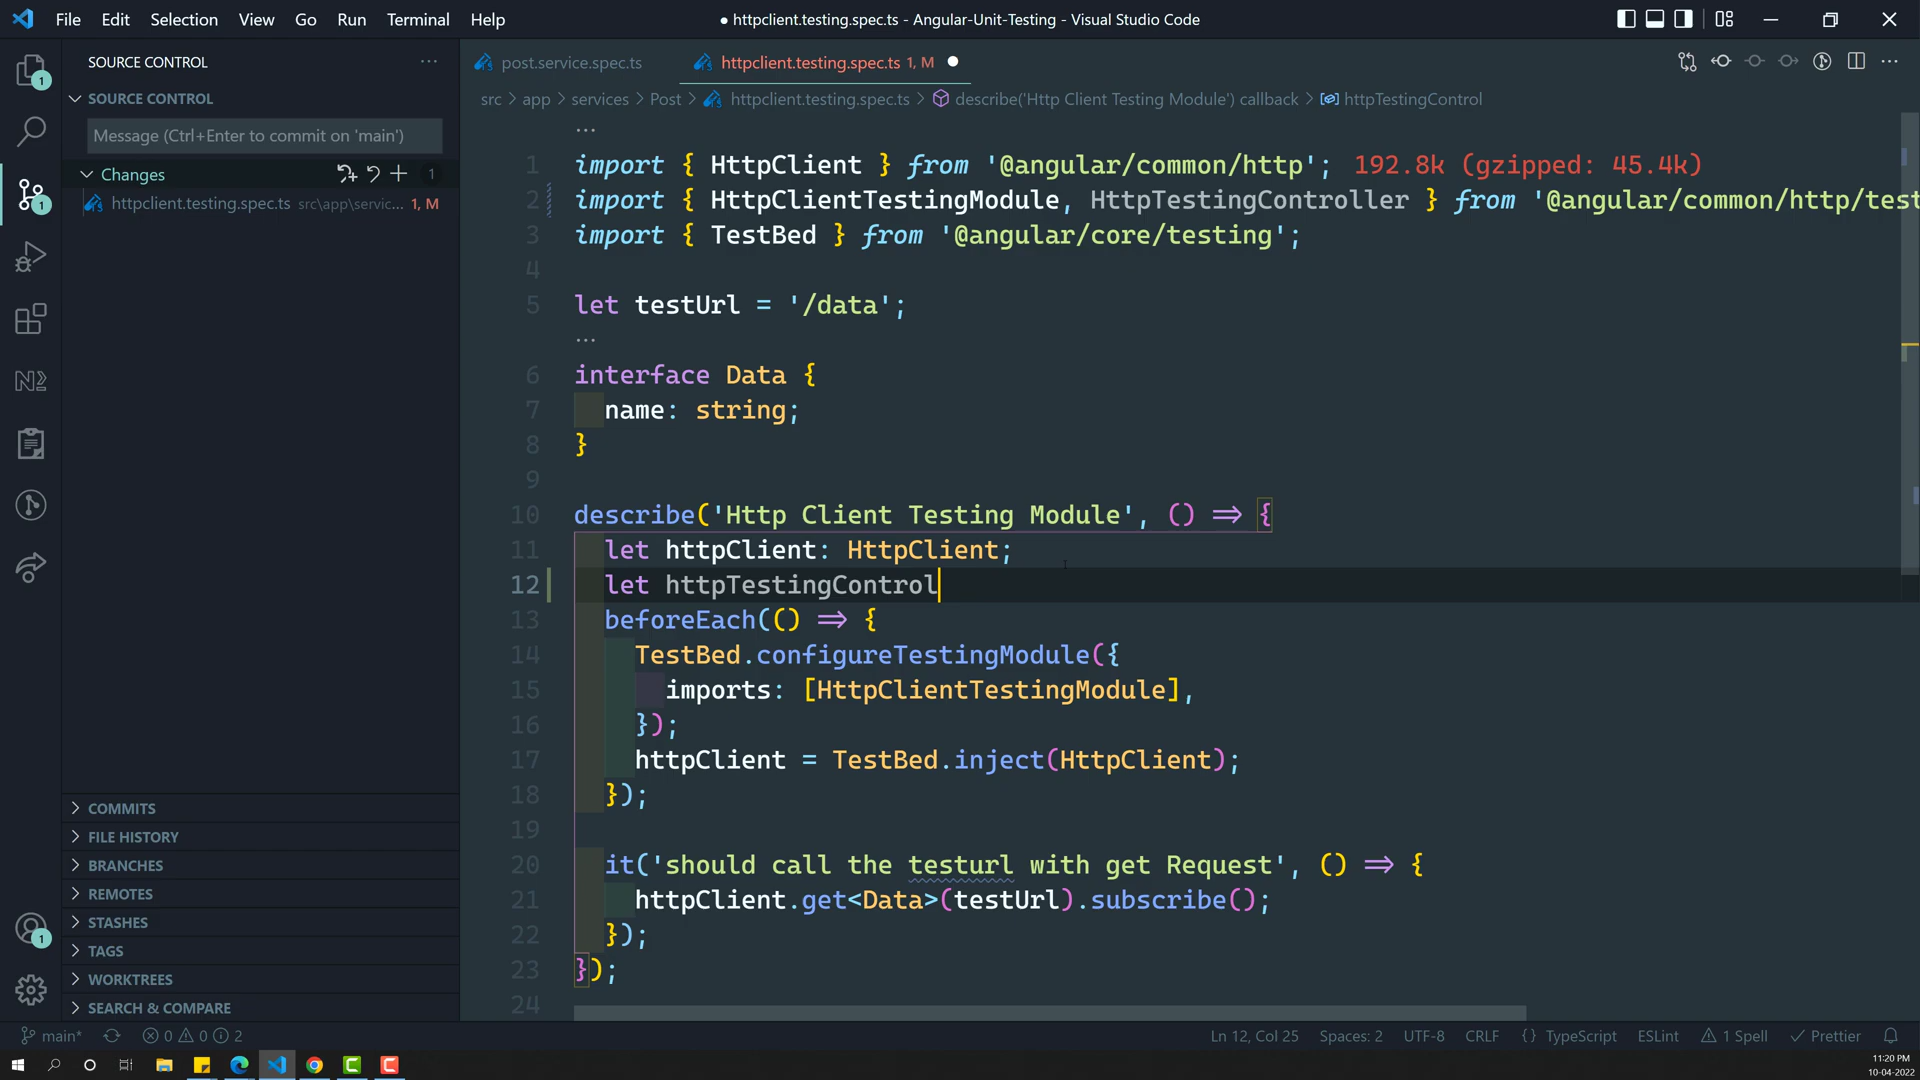 File Edit Selection View Go Run Terminal Help
● httpclient.testing.spec.ts - Angular-Unit-Testing - Visual Studio Code
SOURCE CONTROL
SOURCE CONTROL
Message (Ctrl+Enter to commit on 'main')
Changes 1
httpclient.testing.spec.ts src\app\servic... 1, M
COMMITS
FILE HISTORY
BRANCHES
REMOTES
STASHES
TAGS
WORKTREES
SEARCH & COMPARE
post.service.spec.ts httpclient.testing.spec.ts 1, M
src > app > services > Post > httpclient.testing.spec.ts > describe('Http Client Testing Module') callback > httpTestingControl
...
1 import { HttpClient } from '@angular/common/http'; 192.8k (gzipped: 45.4k)
2 import { HttpClientTestingModule, HttpTestingController } from '@angular/common/http/test
3 import { TestBed } from '@angular/core/testing';
4
5 let testUrl = '/data';
...
6 interface Data {
7 name: string;
8 }
9
10 describe('Http Client Testing Module', () => {
11 let httpClient: HttpClient;
12 let httpTestingControl
13 beforeEach(() => {
14 TestBed.configureTestingModule({
15 imports: [HttpClientTestingModule],
16 });
17 httpClient = TestBed.inject(HttpClient);
18 });
19
20 it('should call the testurl with get Request', () => {
21 httpClient.get<Data>(testUrl).subscribe();
22 });
23 });
24
main* 0 0 2 Ln 12, Col 25 Spaces: 2 UTF-8 CRLF {} TypeScript ESLint 1 Spell Prettier
11:20 PM
10-04-2022